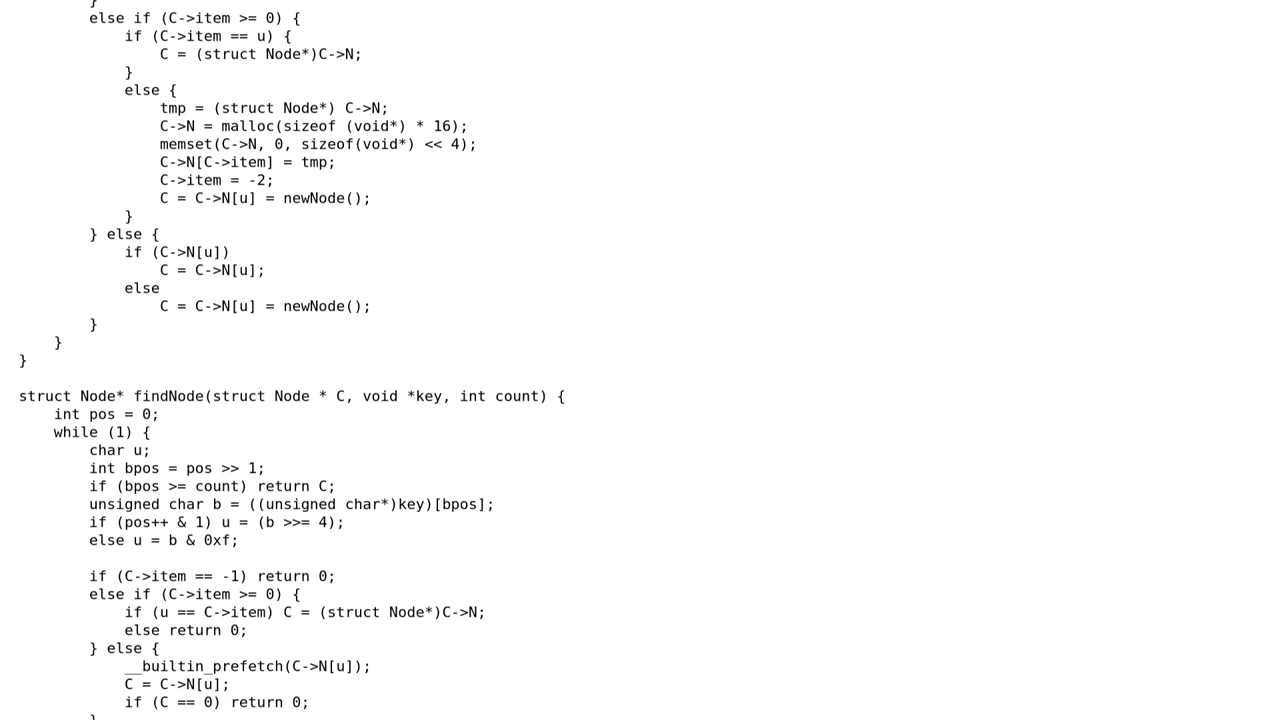 }
        else if (C->item >= 0) {
            if (C->item == u) {
                C = (struct Node*)C->N;
            }
            else {
                tmp = (struct Node*) C->N;
                C->N = malloc(sizeof (void*) * 16);
                memset(C->N, 0, sizeof(void*) << 4);
                C->N[C->item] = tmp;
                C->item = -2;
                C = C->N[u] = newNode();
            }
        } else {
            if (C->N[u])
                C = C->N[u];
            else
                C = C->N[u] = newNode();
        }
    }
}

struct Node* findNode(struct Node * C, void *key, int count) {
    int pos = 0;
    while (1) {
        char u;
        int bpos = pos >> 1;
        if (bpos >= count) return C;
        unsigned char b = ((unsigned char*)key)[bpos];
        if (pos++ & 1) u = (b >>= 4);
        else u = b & 0xf;

        if (C->item == -1) return 0;
        else if (C->item >= 0) {
            if (u == C->item) C = (struct Node*)C->N;
            else return 0;
        } else {
            __builtin_prefetch(C->N[u]);
            C = C->N[u];
            if (C == 0) return 0;
        }